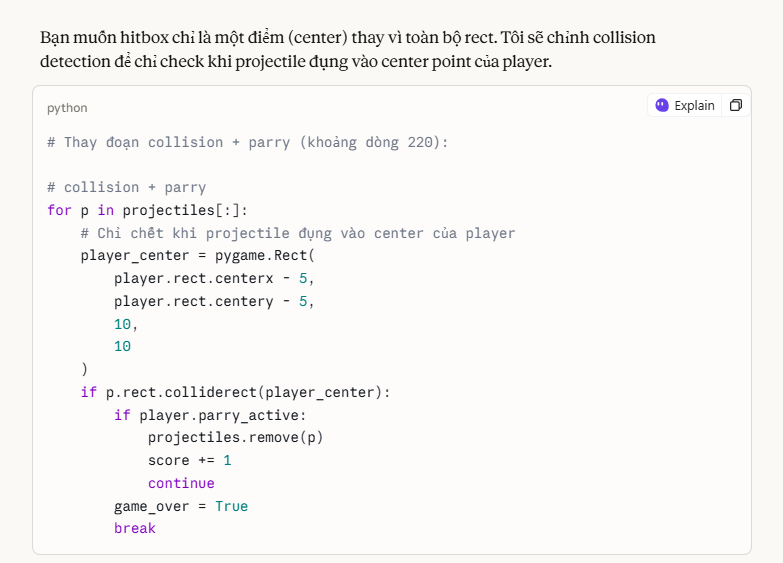 Bạn muốn hitbox chỉ là một điểm (center) thay vì toàn bộ rect. Tôi sẽ chỉnh collision
detection để chỉ check khi projectile đụng vào center point của player.
python
Explain
# Thay đoạn collision + parry (khoảng dòng 220):
# collision + parry
for p in projectiles[:]:
    # Chỉ chết khi projectile đụng vào center của player
    player_center = pygame.Rect(
        player.rect.centerx - 5,
        player.rect.centery - 5,
        10,
        10
    )
    if p.rect.colliderect(player_center):
        if player.parry_active:
            projectiles.remove(p)
            score += 1
            continue
        game_over = True
        break